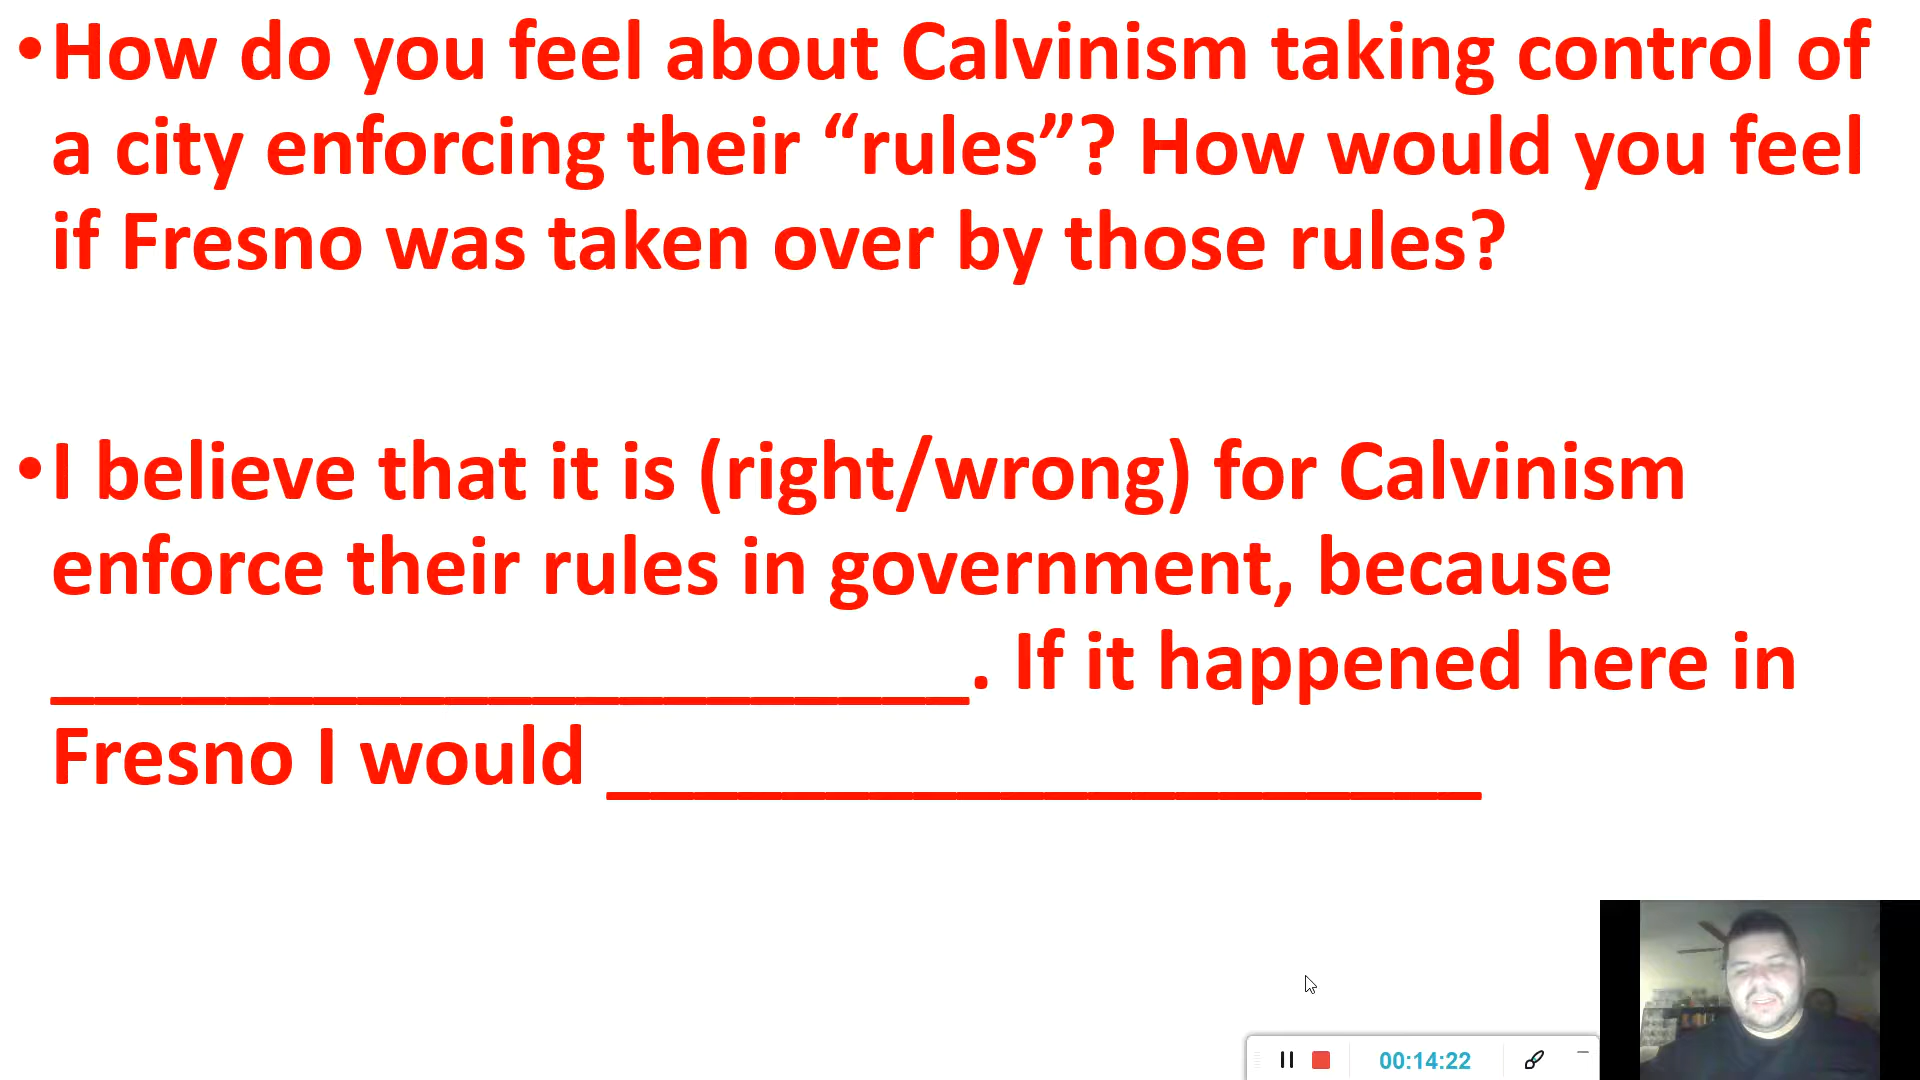 •How do you feel about Calvinism taking control of
a city enforcing their “rules”? How would you feel
if Fresno was taken over by those rules?
•I believe that it is (right/wrong) for Calvinism
enforce their rules in government, because
_____________________. If it happened here in
Fresno I would ____________________
00:14:22